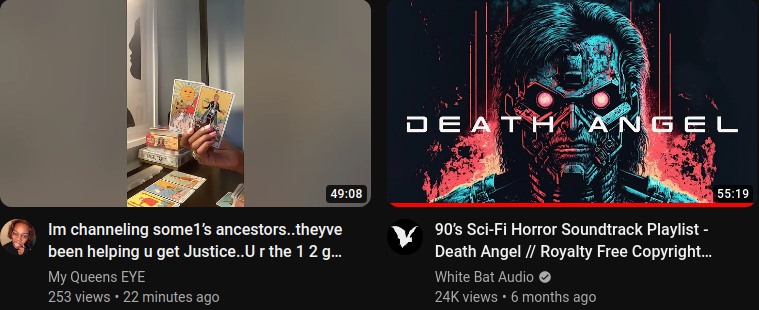 49:08
Im channeling some1's ancestors..theyve
been helping u get Justice..U r the 1 2 g...
My Queens EYE
253 views • 22 minutes ago
DEATH ANGEL
55:19
90's Sci-Fi Horror Soundtrack Playlist -
Death Angel // Royalty Free Copyright...
White Bat Audio
24K views • 6 months ago